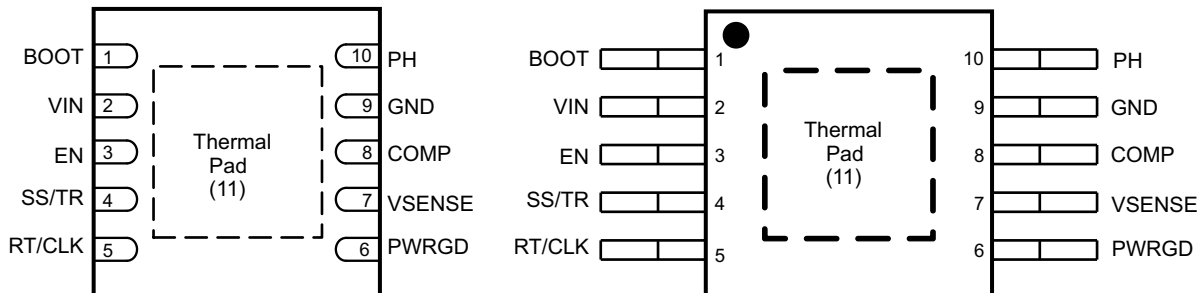 BOOT 1 10 PH
VIN 2 9 GND
EN 3 8 COMP
SS/TR 4 7 VSENSE
RT/CLK 5 6 PWRGD
Thermal
Pad
(11)
BOOT 1 10 PH
VIN 2 9 GND
EN 3 8 COMP
SS/TR 4 7 VSENSE
RT/CLK 5 6 PWRGD
Thermal
Pad
(11)